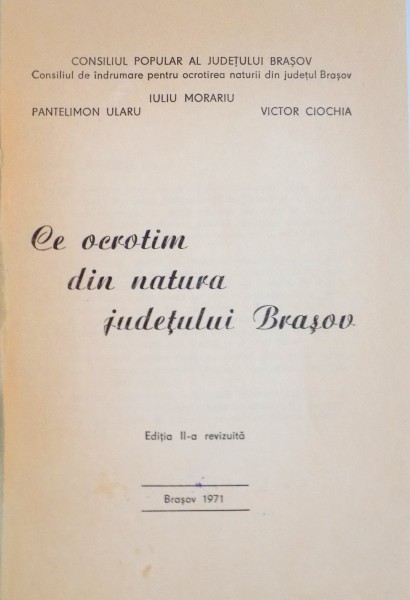 CONSILIUL POPULAR AL JUDEȚULUI BRAȘOV
Consiliul de îndrumare pentru ocrotirea naturii din județul Brașov
IULIU MORARIU
PANTELIMON ULARU VICTOR CIOCHIA
Ce ocrotim
din natura
județului Brașov
Ediția II-a revizuită
Brașov 1971